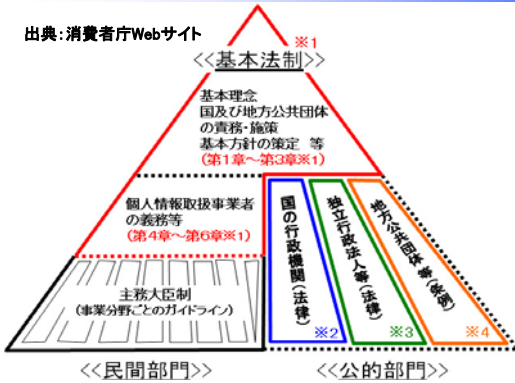 出典：消費者庁Webサイト
※1
<<基本法制>>
基本理念
国及び地方公共団体
の責務・施策
基本方針の策定 等
(第1章～第3章※1)
個人情報取扱事業者
の義務等
(第4章～第6章※1)
主務大臣制
(事業分野ごとのガイドライン)
国の行政機関(法律)
※2
独立行政法人等(法律)
※3
地方公共団体等(条例)
※4
<<民間部門>>
<<公的部門>>